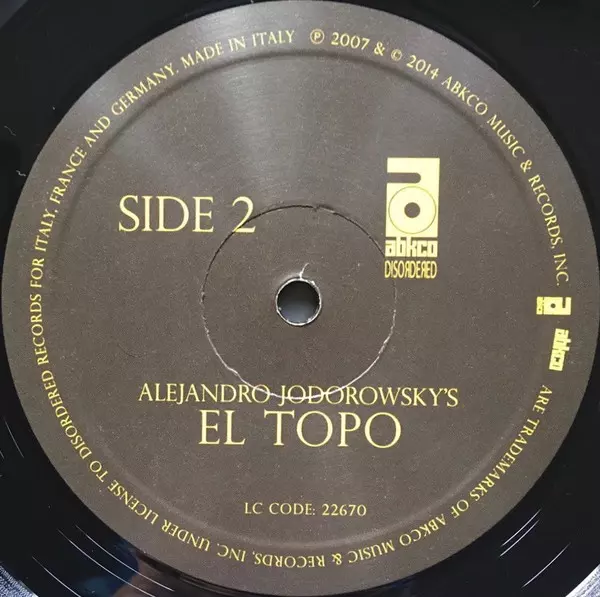 SIDE 2
abkco
DISORDERED
ALEJANDRO JODOROWSKY'S
EL TOPO
LC CODE: 22670
℗ 2007 & © 2014 ABKCO MUSIC & RECORDS, INC.
abkco
ARE TRADEMARKS OF ABKCO MUSIC & RECORDS, INC. UNDER LICENSE TO DISORDERED RECORDS FOR ITALY, FRANCE AND GERMANY. MADE IN ITALY